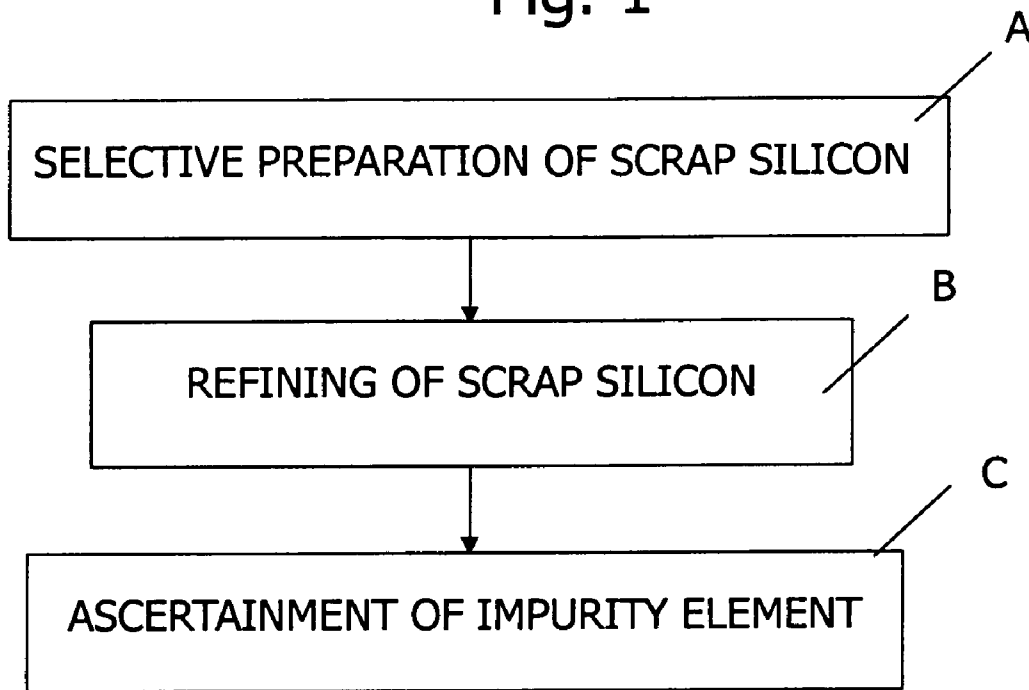 Fig. 1
A
SELECTIVE PREPARATION OF SCRAP SILICON
B
REFINING OF SCRAP SILICON
C
ASCERTAINMENT OF IMPURITY ELEMENT